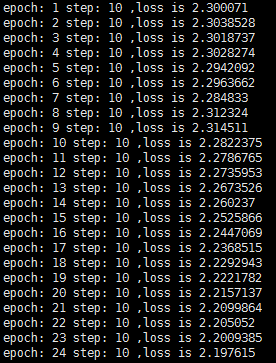 epoch: 1 step: 10 ,loss is 2.300071
epoch: 2 step: 10 ,loss is 2.3038528
epoch: 3 step: 10 ,loss is 2.3018737
epoch: 4 step: 10 ,loss is 2.3028274
epoch: 5 step: 10 ,loss is 2.2942092
epoch: 6 step: 10 ,loss is 2.2963662
epoch: 7 step: 10 ,loss is 2.284833
epoch: 8 step: 10 ,loss is 2.312324
epoch: 9 step: 10 ,loss is 2.314511
epoch: 10 step: 10 ,loss is 2.2822375
epoch: 11 step: 10 ,loss is 2.2786765
epoch: 12 step: 10 ,loss is 2.2735953
epoch: 13 step: 10 ,loss is 2.2673526
epoch: 14 step: 10 ,loss is 2.260237
epoch: 15 step: 10 ,loss is 2.2525866
epoch: 16 step: 10 ,loss is 2.2447069
epoch: 17 step: 10 ,loss is 2.2368515
epoch: 18 step: 10 ,loss is 2.2292943
epoch: 19 step: 10 ,loss is 2.2221782
epoch: 20 step: 10 ,loss is 2.2157137
epoch: 21 step: 10 ,loss is 2.2099864
epoch: 22 step: 10 ,loss is 2.205052
epoch: 23 step: 10 ,loss is 2.2009385
epoch: 24 step: 10 ,loss is 2.197615